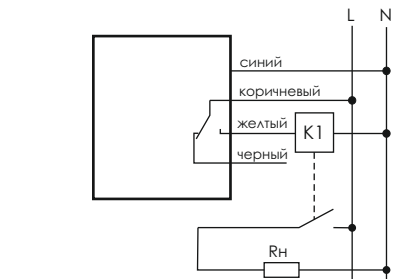 L N
синий
коричневый
желтый
K1
черный
Rн